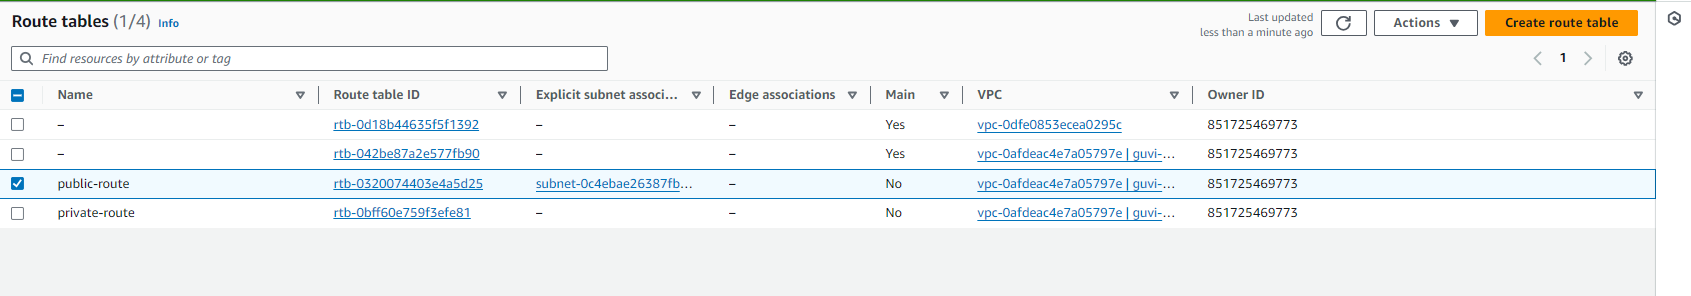 Route tables (1/4) Info
Last updated
less than a minute ago
Actions
Create route table
Find resources by attribute or tag
1
Name Route table ID Explicit subnet associ... Edge associations Main VPC Owner ID
– rtb-0d18b44635f5f1392 – – Yes vpc-0dfe0853ecea0295c 851725469773
– rtb-042be87a2e577fb90 – – Yes vpc-0afdeac4e7a05797e | guvi-... 851725469773
public-route rtb-0320074403e4a5d25 subnet-0c4ebae26387fb... – No vpc-0afdeac4e7a05797e | guvi-... 851725469773
private-route rtb-0bff60e759f3efe81 – – No vpc-0afdeac4e7a05797e | guvi-... 851725469773